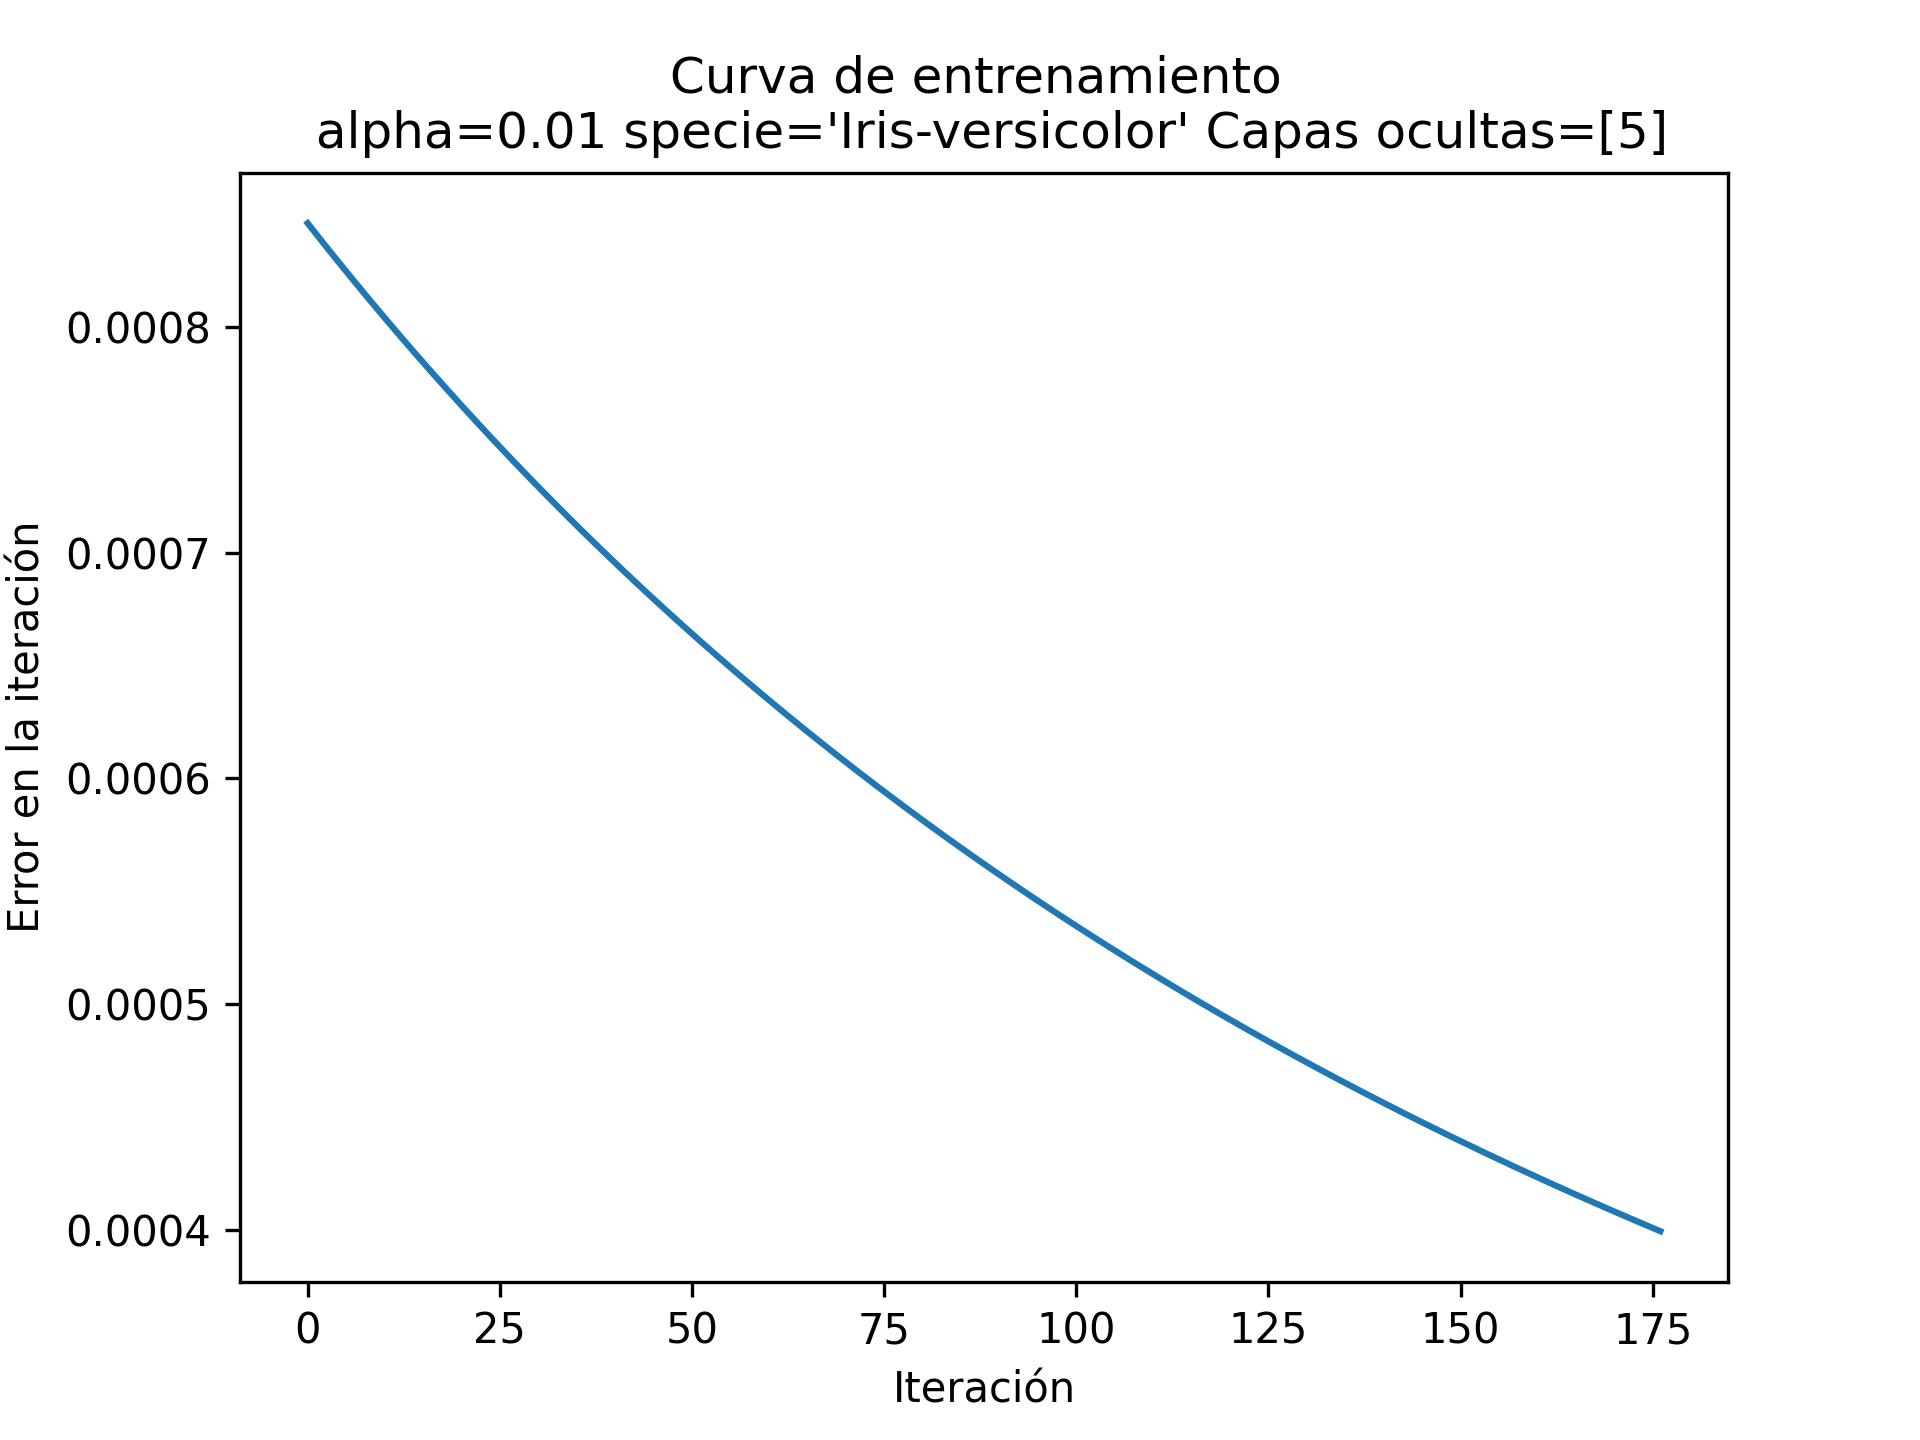 Curva de entrenamiento
alpha=0.01 specie='Iris-versicolor' Capas ocultas=[5]
Error en la iteración
0.0008
0.0007
0.0006
0.0005
0.0004
0 25 50 75 100 125 150 175
Iteración